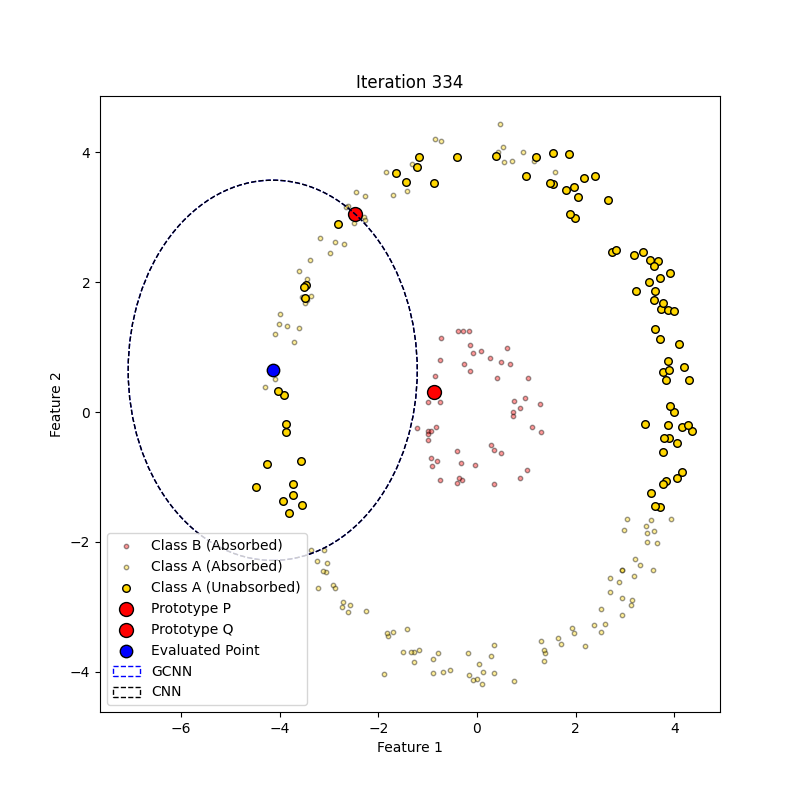 Iteration 334
4
2
0
−2
−4
Feature 2
Class B (Absorbed)
Class A (Absorbed)
Class A (Unabsorbed)
Prototype P
Prototype Q
Evaluated Point
GCNN
CNN
−6 −4 −2 0 2 4
Feature 1